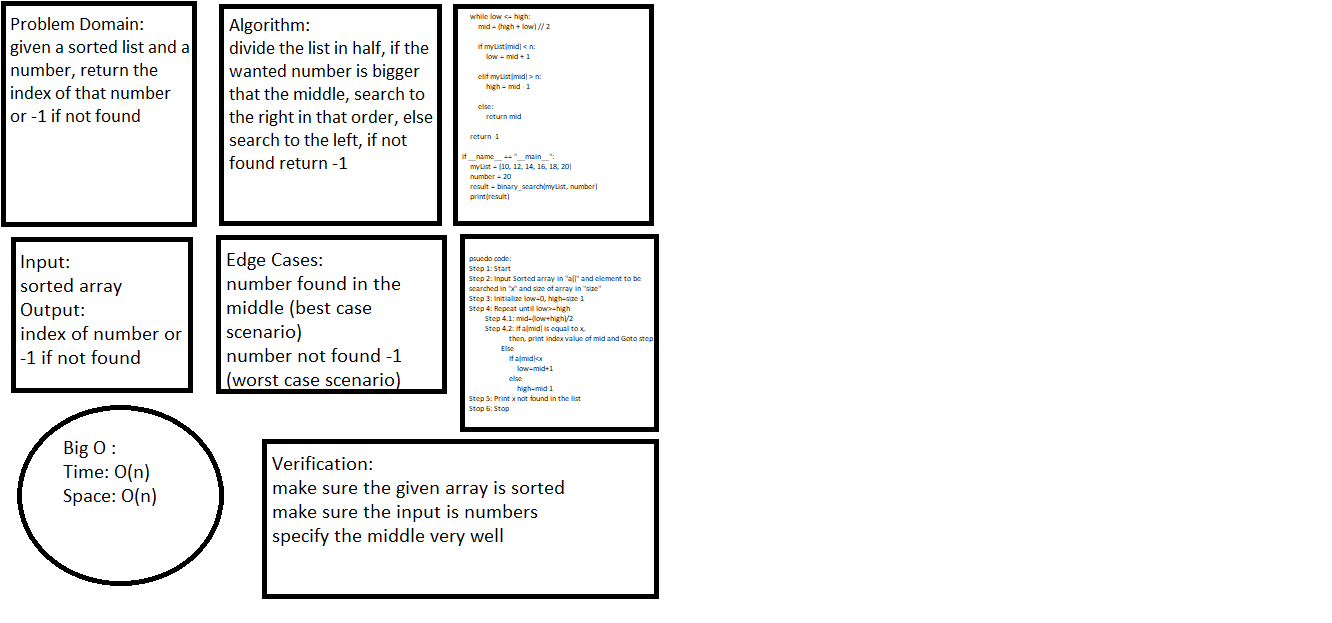 Problem Domain:
given a sorted list and a
number, return the
index of that number
or -1 if not found
Algorithm:
divide the list in half, if the
wanted number is bigger
that the middle, search to
the right in that order, else
search to the left, if not
found return -1
while low <= high:
mid = (high + low) // 2
if myList[mid] < n:
low = mid + 1
elif myList[mid] > n:
high = mid - 1
else:
return mid
return -1
if __name__ == "__main__":
myList = [10, 12, 14, 16, 18, 20]
number = 20
result = binary_search(myList, number)
print(result)
Input:
sorted array
Output:
index of number or
-1 if not found
Edge Cases:
number found in the
middle (best case
scenario)
number not found -1
(worst case scenario)
psuedo code:
Step 1: Start
Step 2: Input Sorted array in "a[]" and element to be
searched in "x" and size of array in "size"
Step 3: Initialize low=0, high=size-1
Step 4: Repeat until low>=high
Step 4.1: mid=(low+high)/2
Step 4.2: If a[mid] is equal to x,
then, print index value of mid and Goto step
Else
If a[mid]<x
low=mid+1
else
high=mid-1
Step 5: Print x not found in the list
Stop 6: Stop
Big O :
Time: O(n)
Space: O(n)
Verification:
make sure the given array is sorted
make sure the input is numbers
specify the middle very well